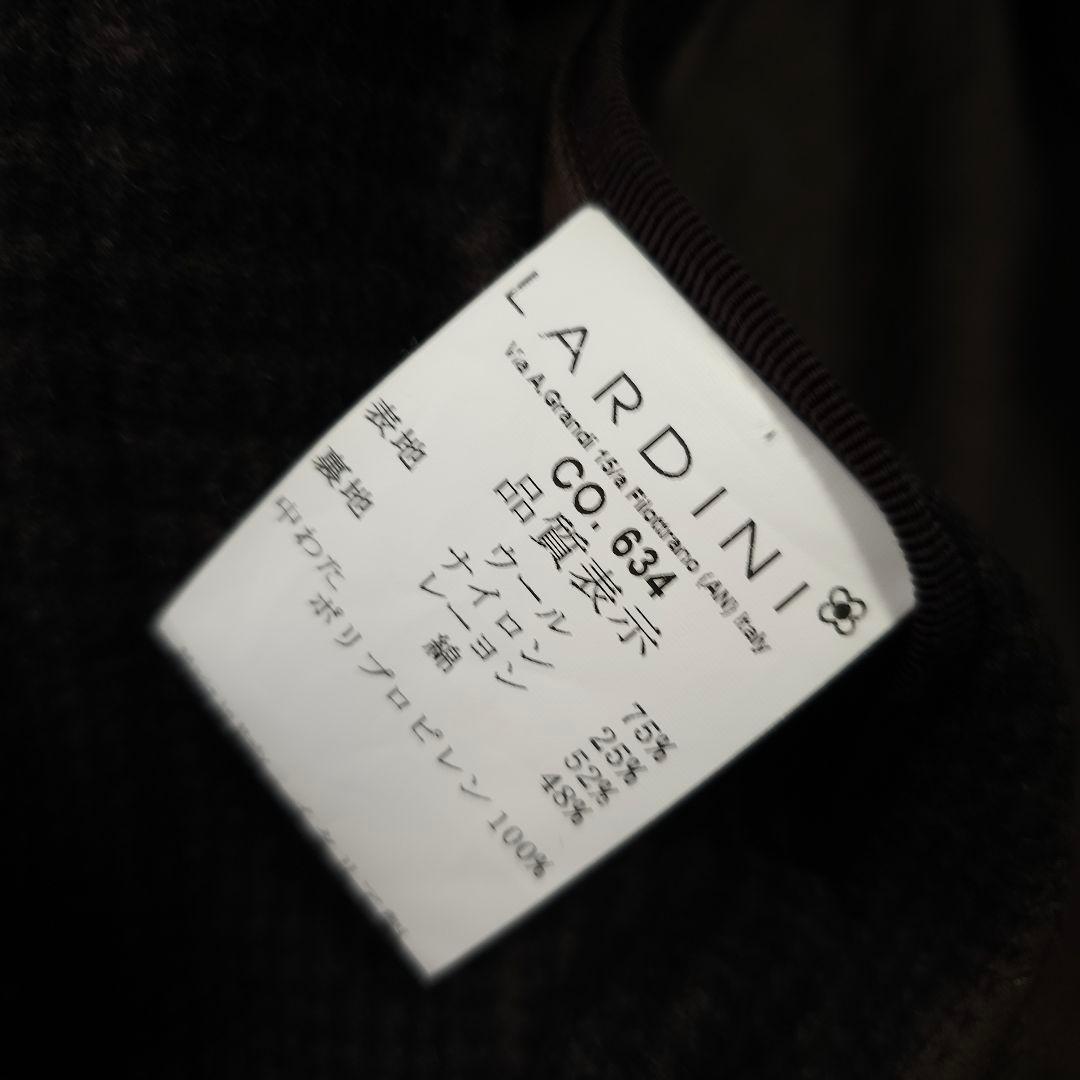 LARDINI
Via A.Grandi 15/a Filottrano (AN) Italy
CO. 634
品質表示
表地 ウール 75%
ナイロン 25%
裏地 レーヨン 52%
綿 48%
中わた ポリプロピレン 100%